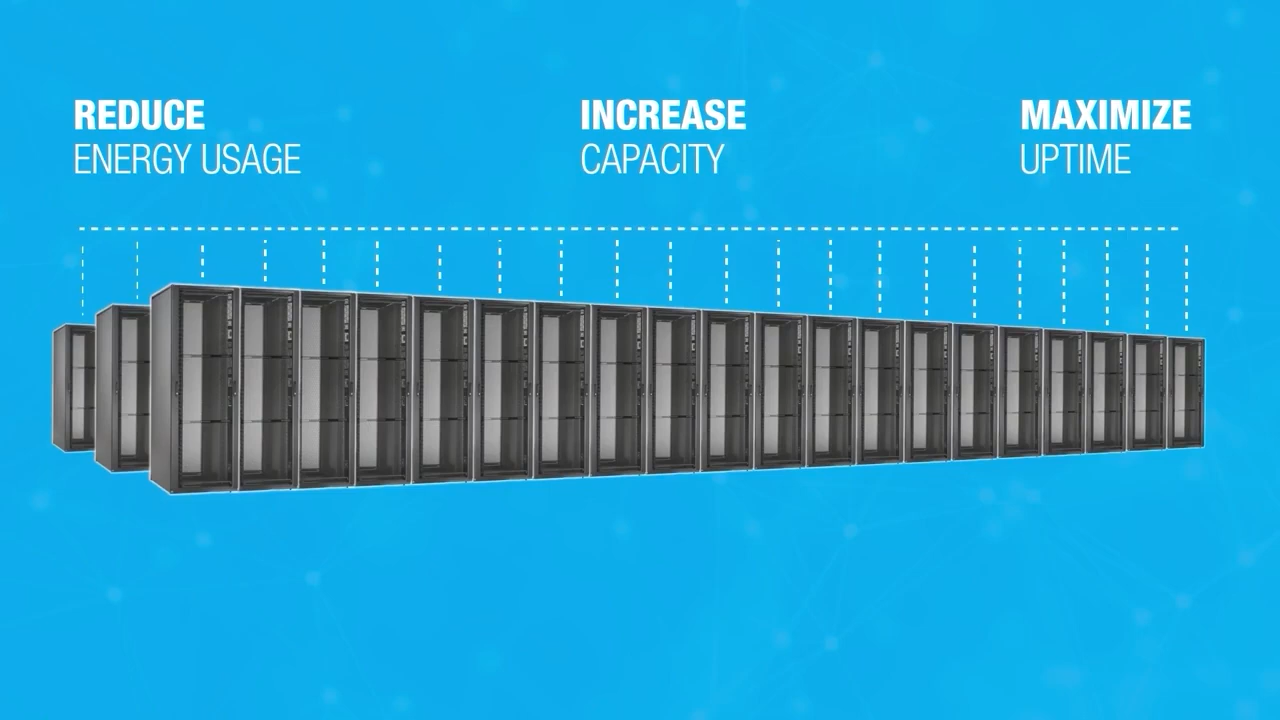 REDUCE
ENERGY USAGE
INCREASE
CAPACITY
MAXIMIZE
UPTIME